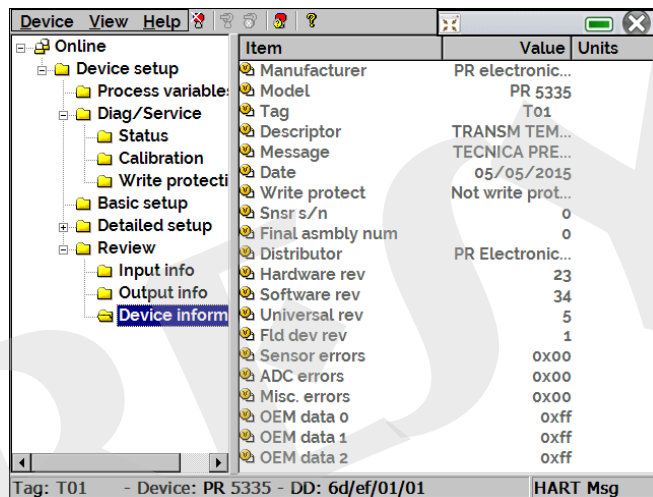 Device View Help
Online
Device setup
Process variable
Diag/Service
Status
Calibration
Write protecti
Basic setup
Detailed setup
Review
Input info
Output info
Device inform
Item Value Units
Manufacturer PR electronic...
Model PR 5335
Tag T01
Descriptor TRANSM TEM...
Message TECNICA PRE...
Date 05/05/2015
Write protect Not write prot...
Snsr s/n 0
Final asmbly num 0
Distributor PR Electronic...
Hardware rev 23
Software rev 34
Universal rev 5
Fld dev rev 1
Sensor errors 0x00
ADC errors 0x00
Misc. errors 0x00
OEM data 0 0xff
OEM data 1 0xff
OEM data 2 0xff
Tag: T01 - Device: PR 5335 - DD: 6d/ef/01/01 HART Msg